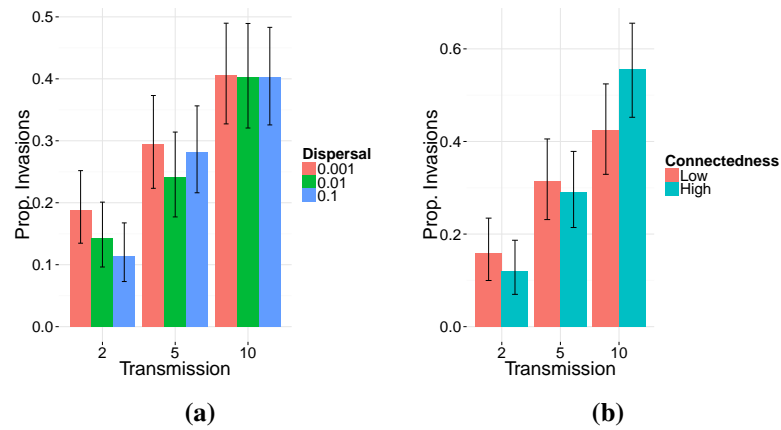 Prop. Invasions
0.5
0.4
0.3
0.2
0.1
0.0
2 5 10
Transmission
Dispersal
0.001
0.01
0.1
(a)
Prop. Invasions
0.6
0.4
0.2
0.0
2 5 10
Transmission
Connectedness
Low
High
(b)